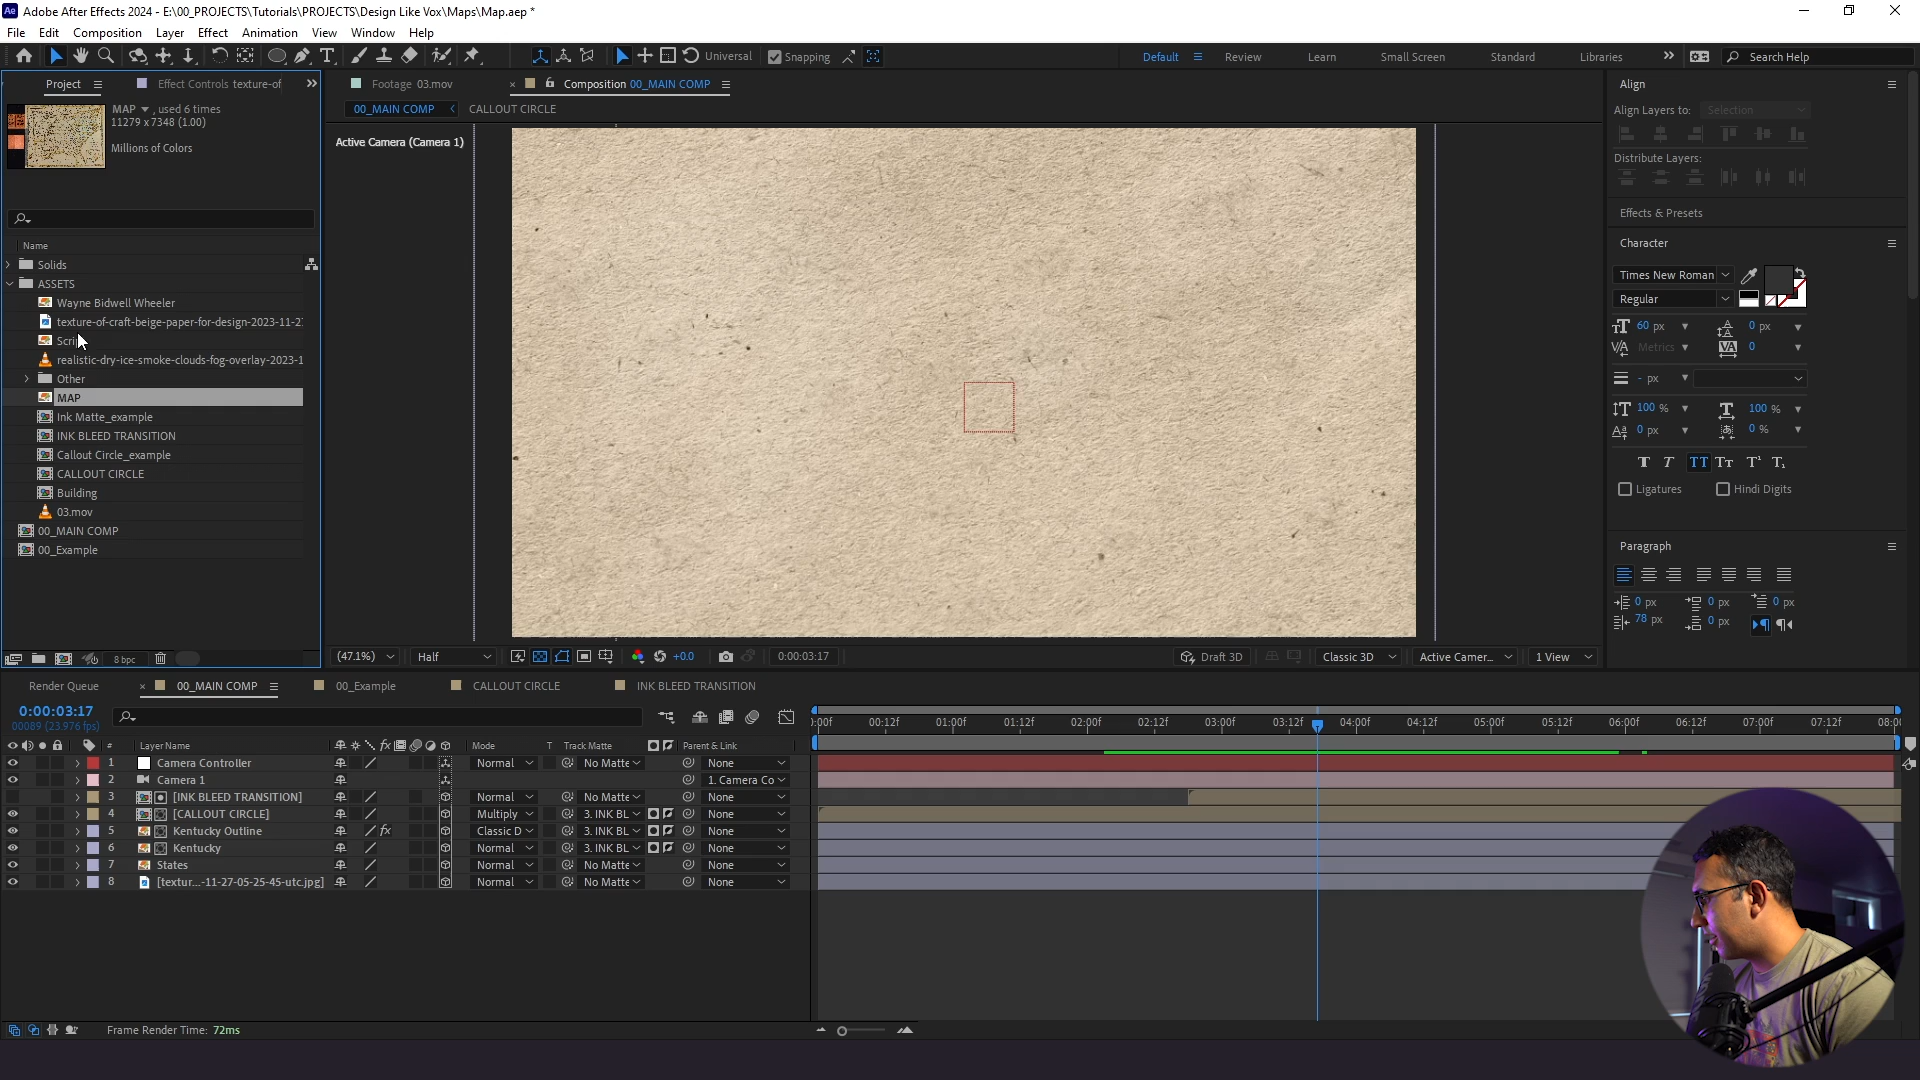 Adobe After Effects 2024 - E:\00_PROJECTS\Tutorials\PROJECTS\Design Like Vox\Maps\Map.aep *
File Edit Composition Layer Effect Animation View Window Help
Universal Snapping Default Review Learn Small Screen Standard Libraries Search Help
Project Effect Controls texture-of
MAP , used 6 times
11279 x 7348 (1.00)
Millions of Colors
Name
Solids
ASSETS
Wayne Bidwell Wheeler
texture-of-craft-beige-paper-for-design-2023-11-2
realistic-dry-ice-smoke-clouds-fog-overlay-2023-1
Other
MAP
Ink Matte_example
INK BLEED TRANSITION
Callout Circle_example
CALLOUT CIRCLE
Building
03.mov
00_MAIN COMP
00_Example
8 bpc
Footage 03.mov
Composition 00_MAIN COMP
00_MAIN COMP CALLOUT CIRCLE
Active Camera (Camera 1)
(47.1%) Half +0.0 0:00:03:17 Draft 3D Classic 3D Active Camer... 1 View
Align
Align Layers to: Selection
Distribute Layers:
Effects & Presets
Character
Times New Roman
Regular
60 px 0 px
Metrics 0
- px
100 % 100 %
0 px 0 %
Ligatures Hindi Digits
Paragraph
0 px 0 px 0 px
78 px 0 px
Render Queue 00_MAIN COMP 00_Example CALLOUT CIRCLE INK BLEED TRANSITION
0:00:03:17
00089 (23.976 fps)
:00f 00:12f 01:00f 01:12f 02:00f 02:12f 03:00f 03:12f 04:00f 04:12f 05:00f 05:12f 06:00f 06:12f 07:00f 07:12f 08:0
# Layer Name Mode T Track Matte Parent & Link
1 Camera Controller Normal No Matte None
2 Camera 1 1. Camera Co
3 [INK BLEED TRANSITION] Normal No Matte None
4 [CALLOUT CIRCLE] Multiply 3. INK BL None
5 Kentucky Outline Classic D 3. INK BL None
6 Kentucky Normal 3. INK BL None
7 States Normal No Matte None
8 [textur...-11-27-05-25-45-utc.jpg] Normal No Matte None
Frame Render Time: 72ms